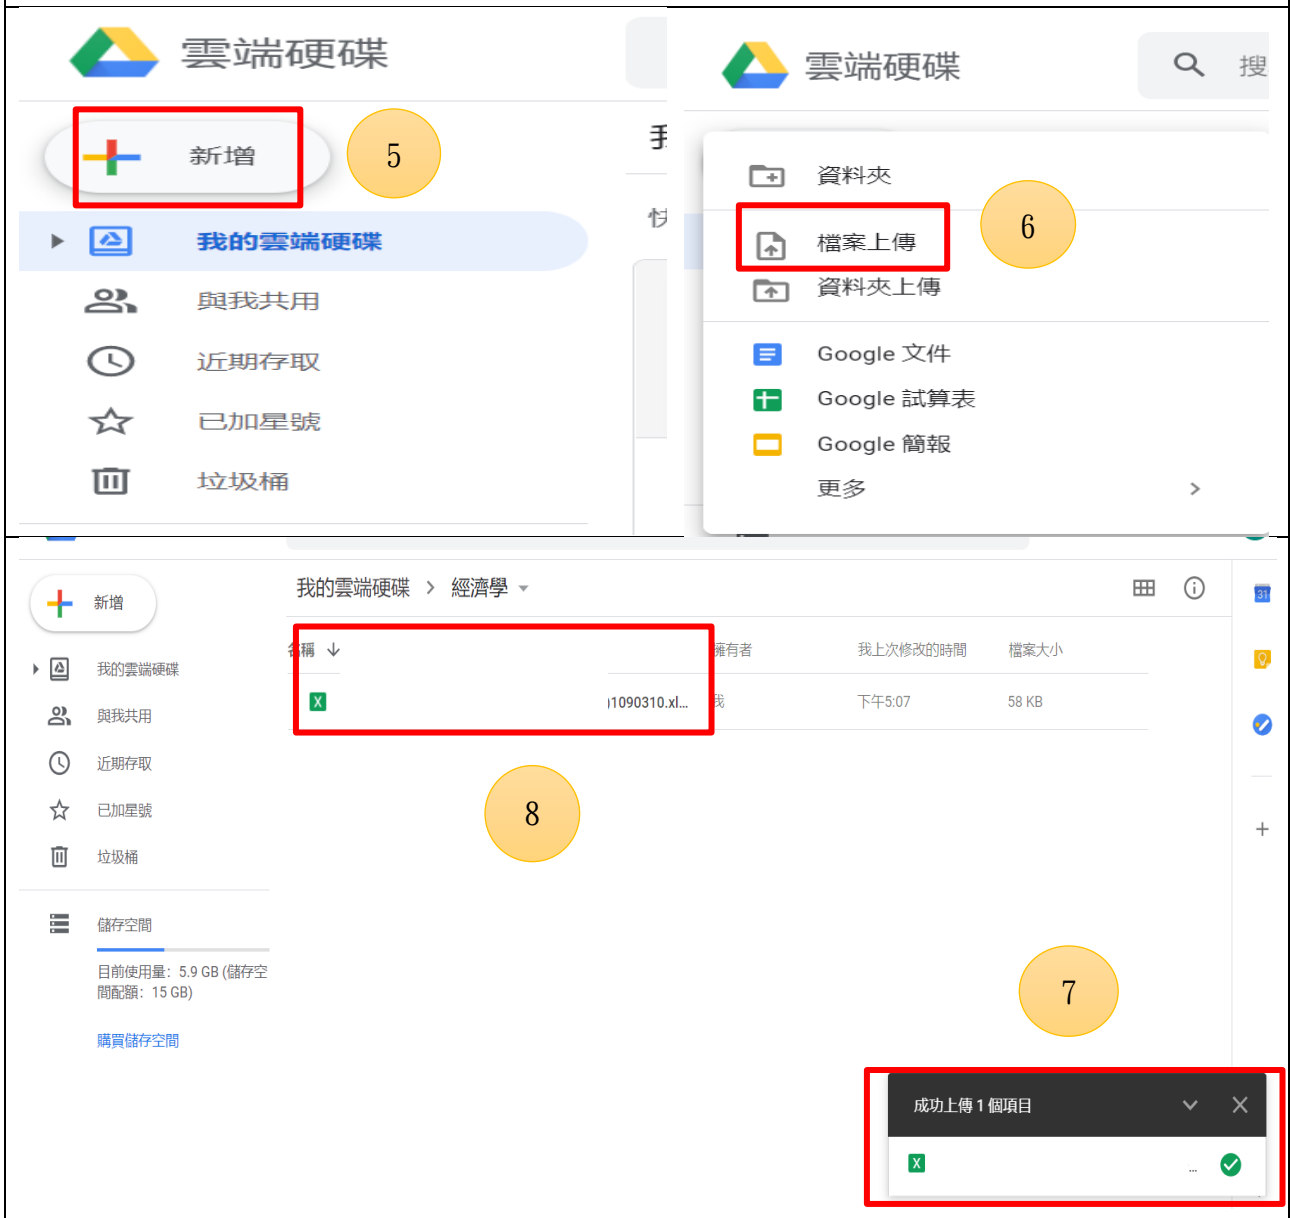 雲端硬碟
新增
5
我的雲端硬碟
與我共用
近期存取
已加星號
垃圾桶
雲端硬碟
搜
資料夾
6
檔案上傳
資料夾上傳
Google 文件
Google 試算表
Google 簡報
更多
新增
我的雲端硬碟 > 經濟學
31
我的雲端硬碟
與我共用
近期存取
已加星號
垃圾桶
儲存空間
目前使用量：5.9 GB (儲存空
間配額：15 GB)
購買儲存空間
名稱 擁有者 我上次修改的時間 檔案大小
X 1090310.xl... 我 下午5:07 58 KB
8
7
成功上傳 1 個項目
X ...